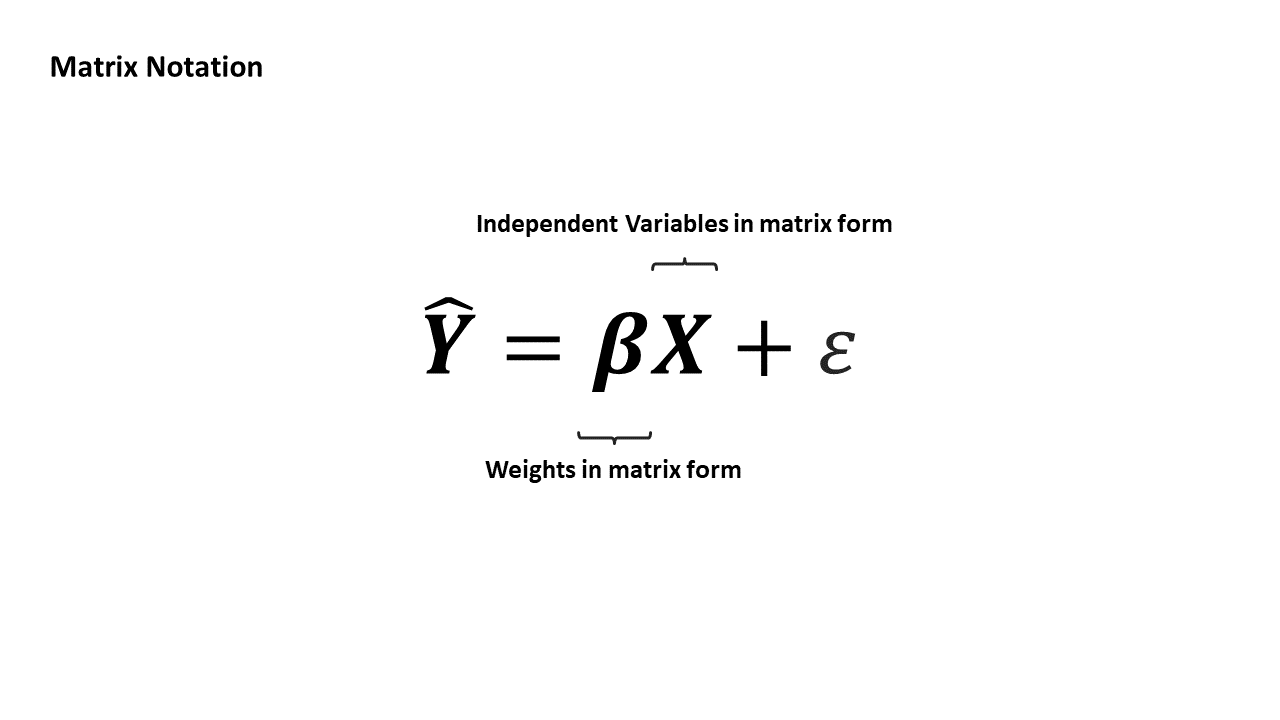 Matrix Notation
Independent Variables in matrix form
Ŷ = βX + ε
Weights in matrix form